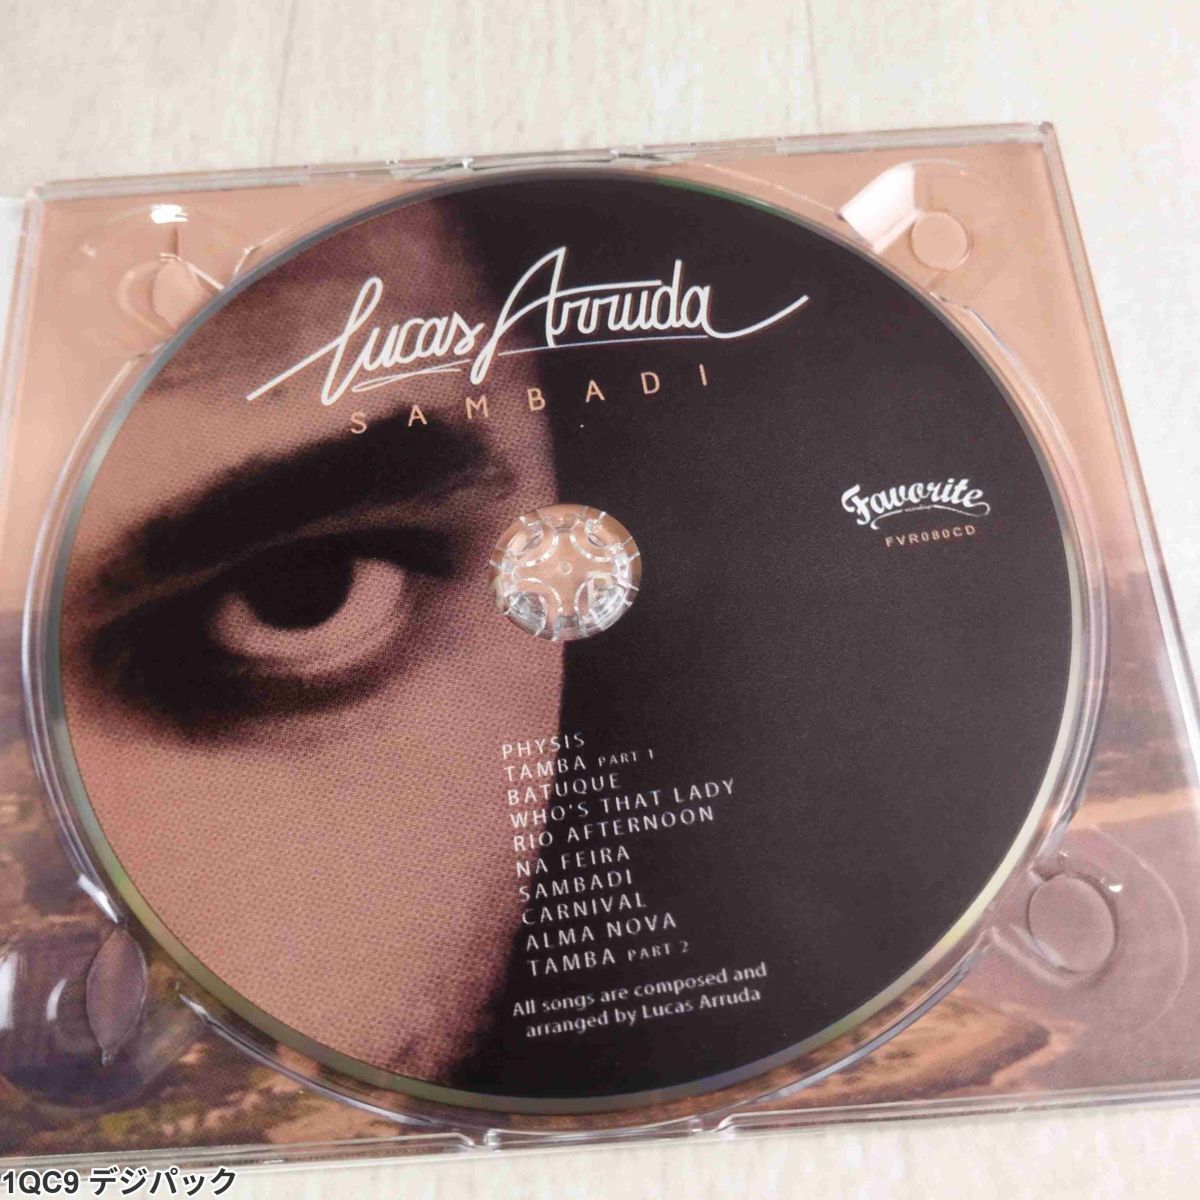 Lucas Arruda
SAMBADI
Favorite
FVR080CD
PHYSIS
TAMBA PART 1
BATUQUE
WHO'S THAT LADY
RIO AFTERNOON
NA FEIRA
SAMBADI
CARNIVAL
ALMA NOVA
TAMBA PART 2
All songs are composed and
arranged by Lucas Arruda
1QC9 デジパック